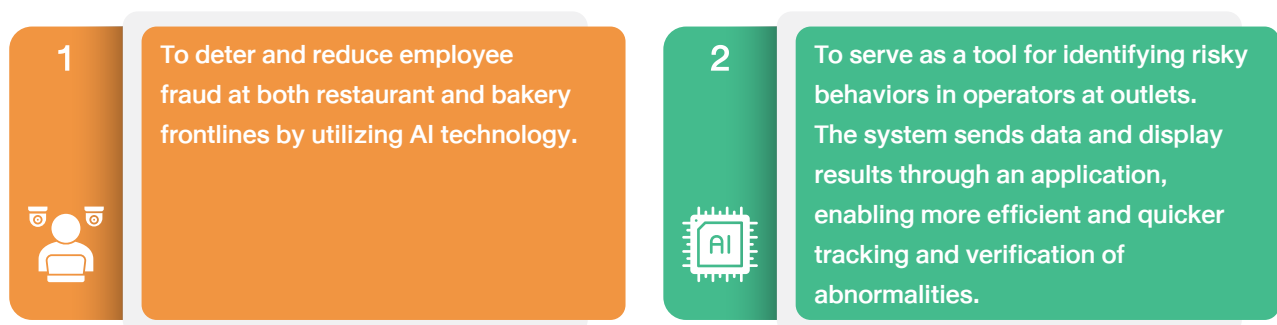 1
To deter and reduce employee
fraud at both restaurant and bakery
frontlines by utilizing AI technology.
2
To serve as a tool for identifying risky
behaviors in operators at outlets.
The system sends data and display
results through an application,
enabling more efficient and quicker
tracking and verification of
abnormalities.
AI